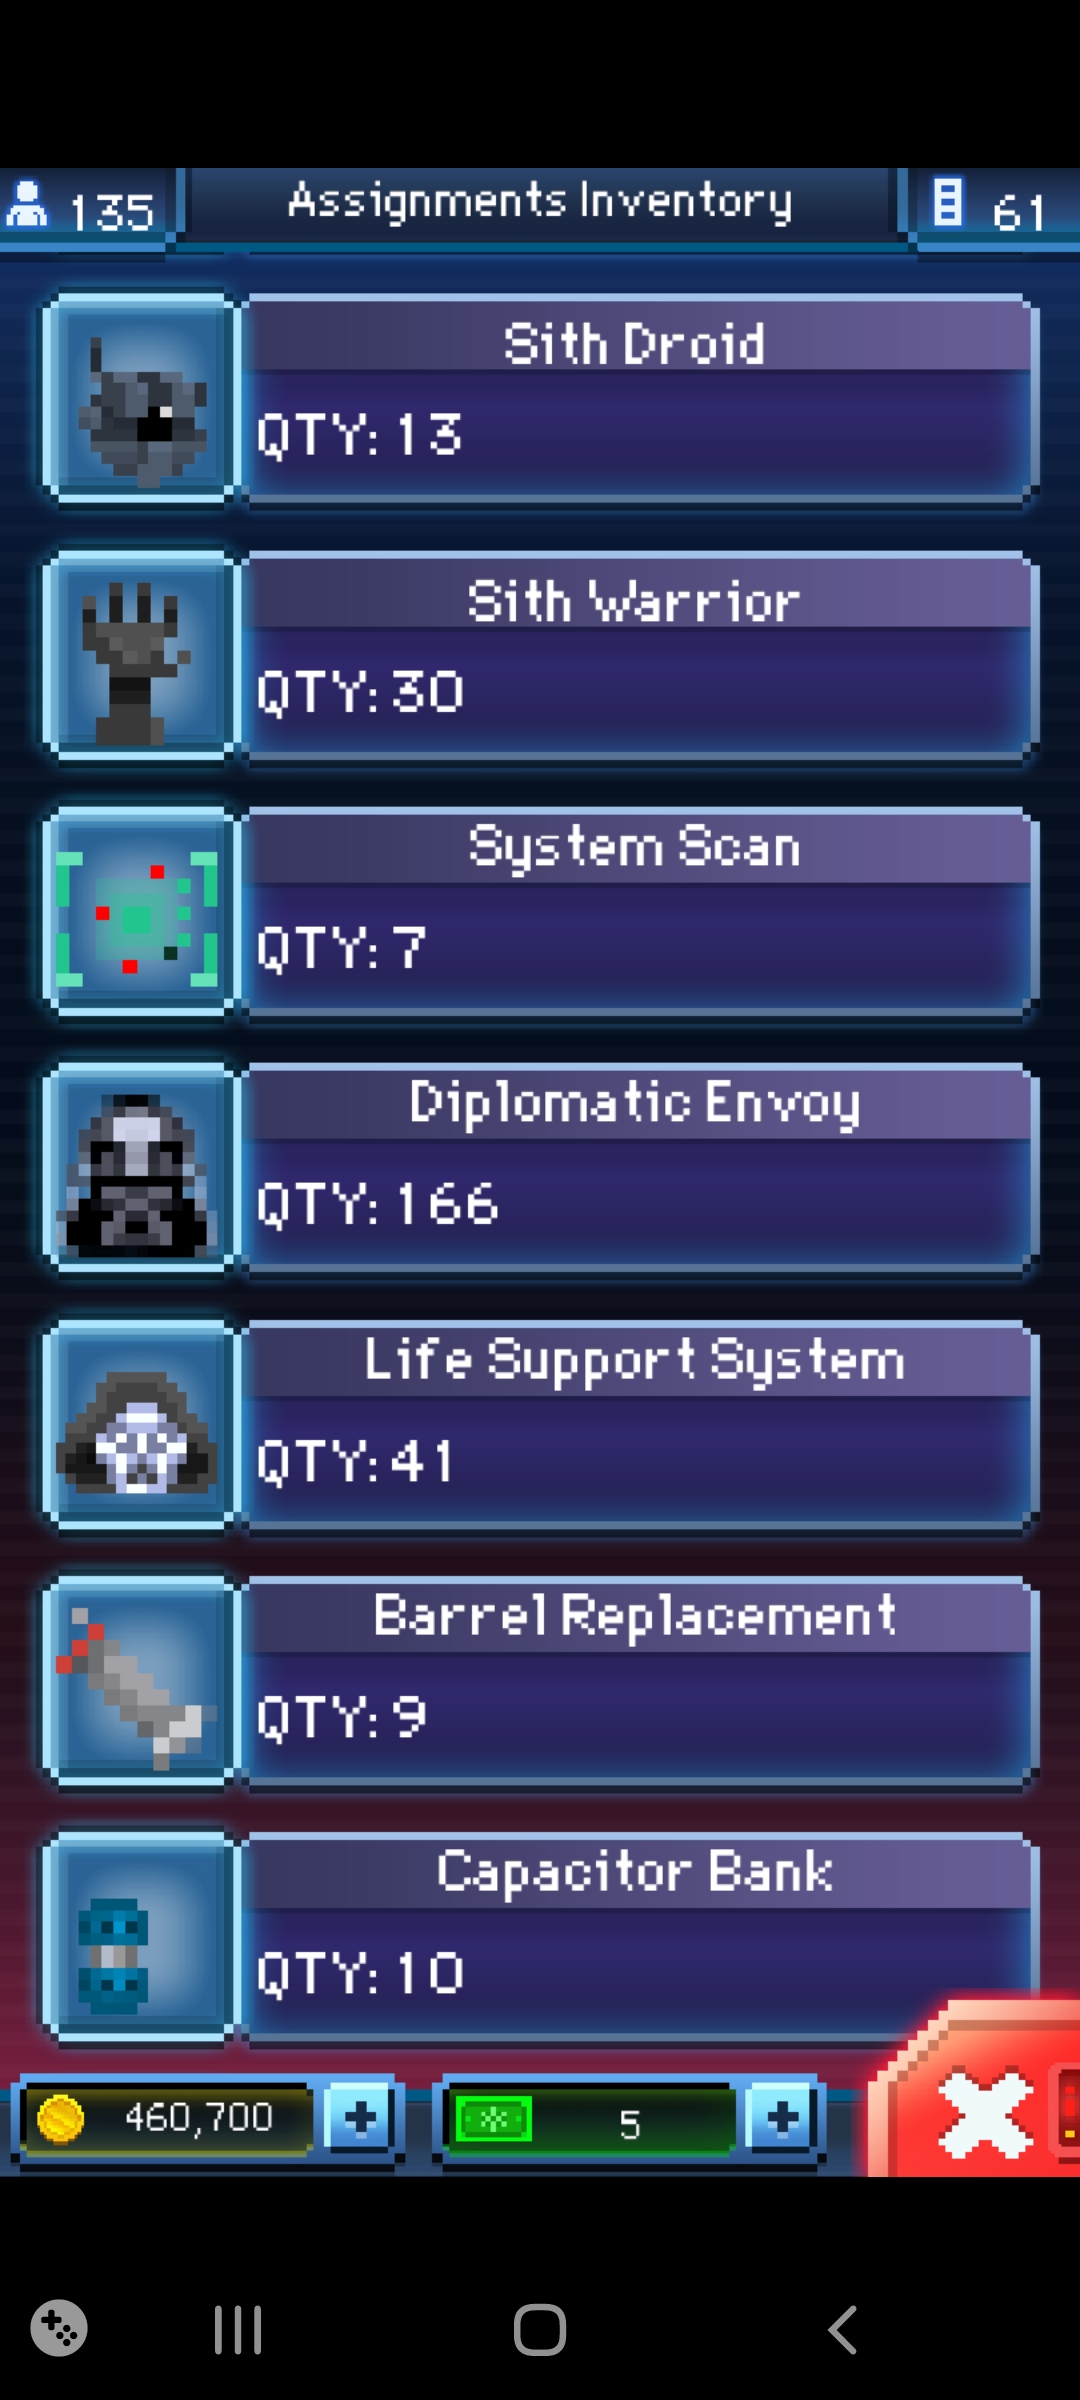 135
Assignments Inventory
61
Sith Droid
QTY: 13
Sith Warrior
QTY: 30
System Scan
QTY: 7
Diplomatic Envoy
QTY: 166
Life Support System
QTY: 41
Barrel Replacement
QTY: 9
Capacitor Bank
QTY: 10
460,700
5